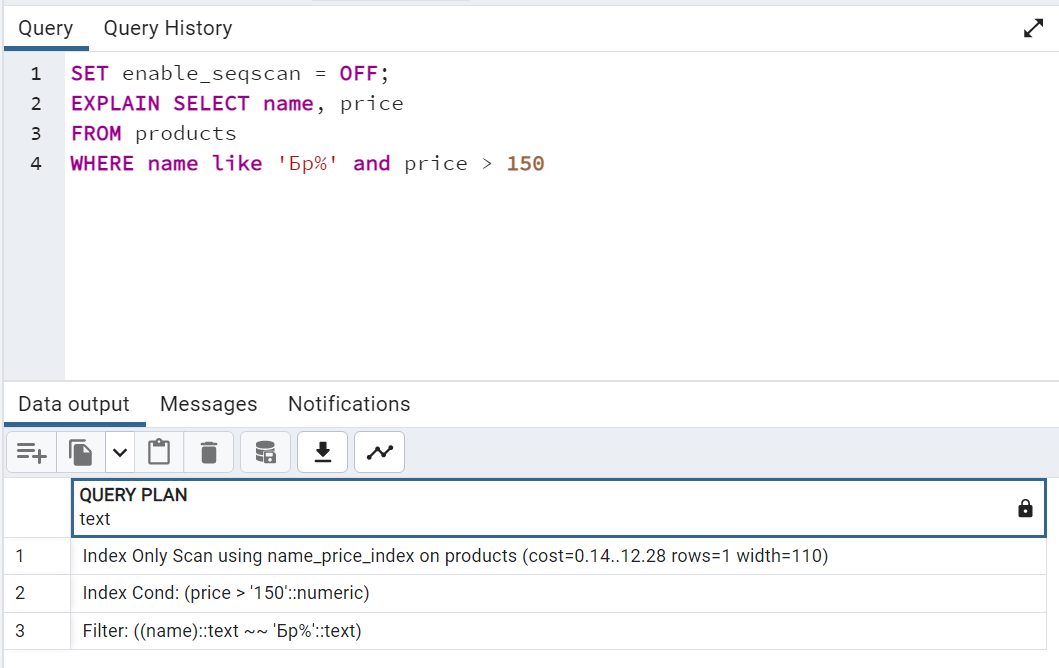 Query Query History
1 SET enable_seqscan = OFF;
2 EXPLAIN SELECT name, price
3 FROM products
4 WHERE name like 'Бр%' and price > 150
Data output Messages Notifications
QUERY PLAN
text
1 Index Only Scan using name_price_index on products (cost=0.14..12.28 rows=1 width=110)
2 Index Cond: (price > '150'::numeric)
3 Filter: ((name)::text ~~ 'Бр%'::text)